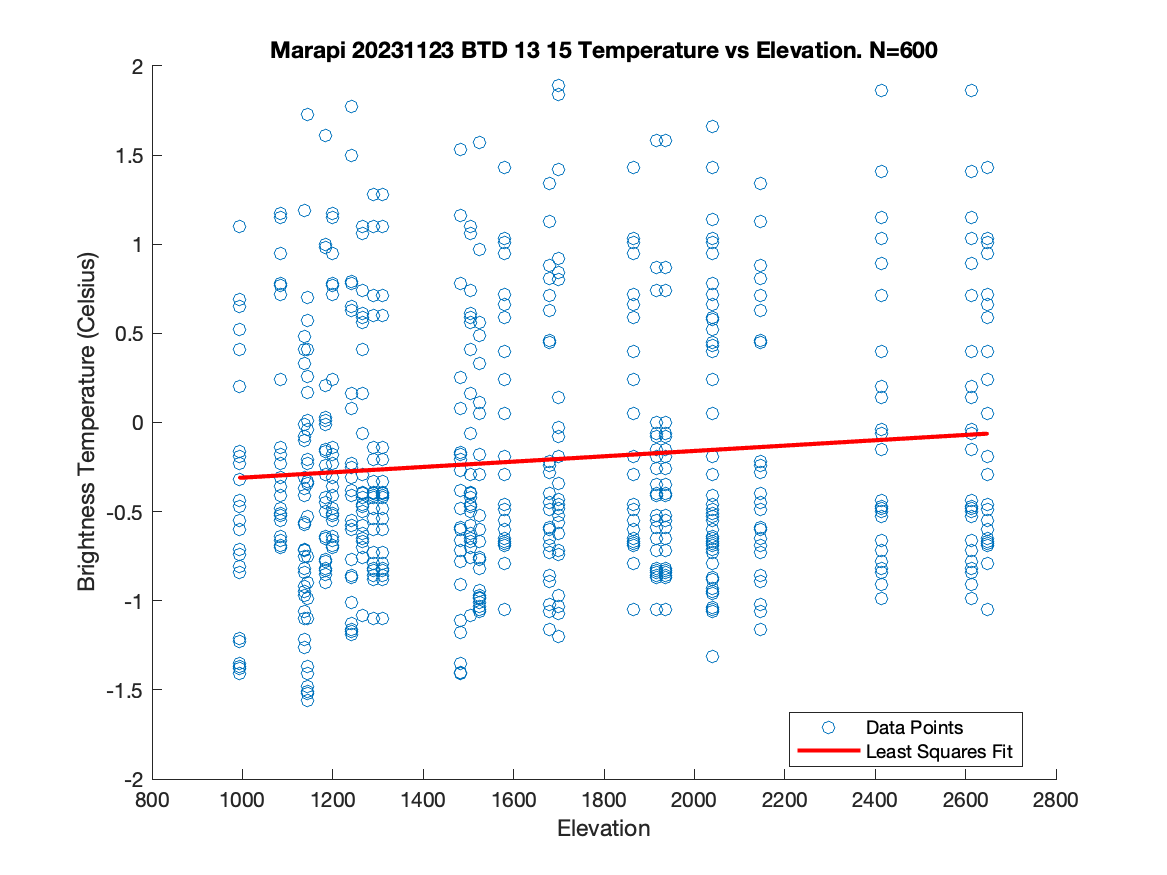 Marapi 20231123 BTD 13 15 Temperature vs Elevation. N=600
Brightness Temperature (Celsius)
2
1.5
1
0.5
0
-0.5
-1
-1.5
-2
Data Points
Least Squares Fit
800 1000 1200 1400 1600 1800 2000 2200 2400 2600 2800
Elevation